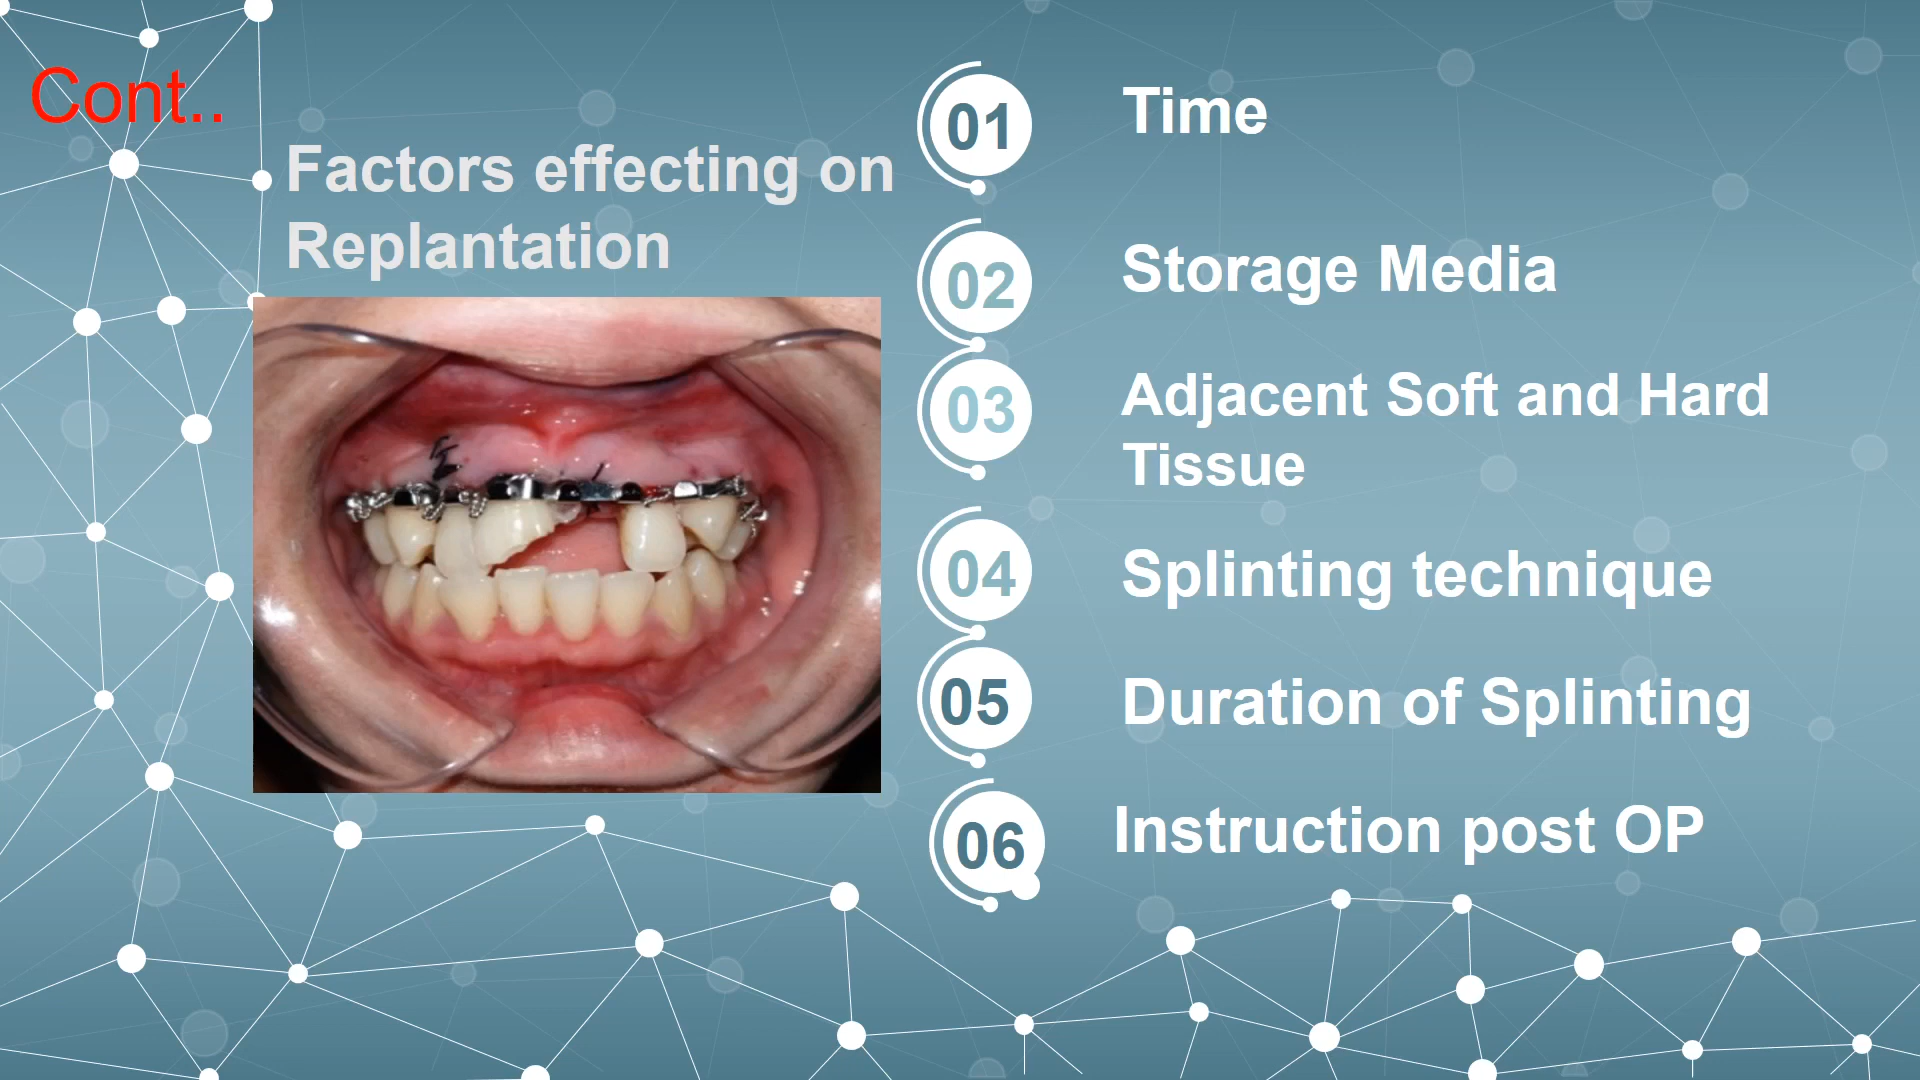 Cont..
Factors effecting on
Replantation
01
Time
02
Storage Media
03
Adjacent Soft and Hard
Tissue
04
Splinting technique
05
Duration of Splinting
06
Instruction post OP